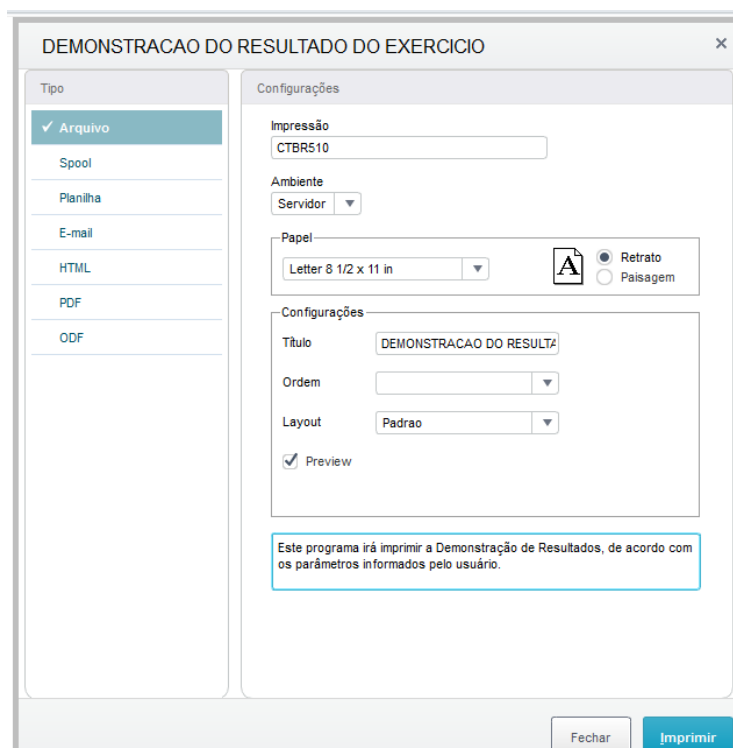 DEMONSTRACAO DO RESULTADO DO EXERCICIO
×
Tipo
Configurações
✓ Arquivo
Spool
Planilha
E-mail
HTML
PDF
ODF
Impressão
CTBR510
Ambiente
Servidor
Papel
Letter 8 1/2 x 11 in
A
Retrato
Paisagem
Configurações
Título
DEMONSTRACAO DO RESULTA
Ordem
Layout
Padrao
Preview
Este programa irá imprimir a Demonstração de Resultados, de acordo com
os parâmetros informados pelo usuário.
Fechar
Imprimir